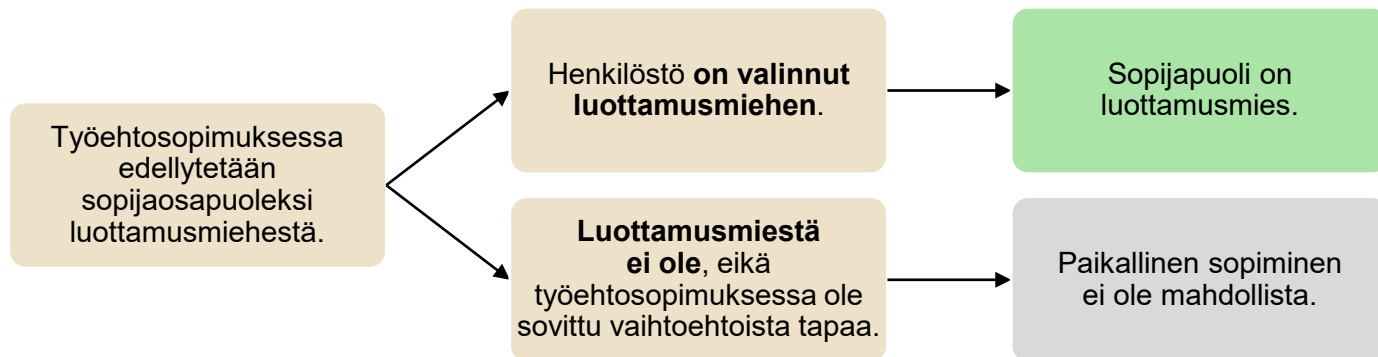 Työehtosopimuksessa
edellytetään
sopijaosapuoleksi
luottamusmiehestä.
Henkilöstö on valinnut
luottamusmiehen.
Sopijapuoli on
luottamusmies.
Luottamusmiestä
ei ole, eikä
työehtosopimuksessa ole
sovittu vaihtoehtoista tapaa.
Paikallinen sopiminen
ei ole mahdollista.